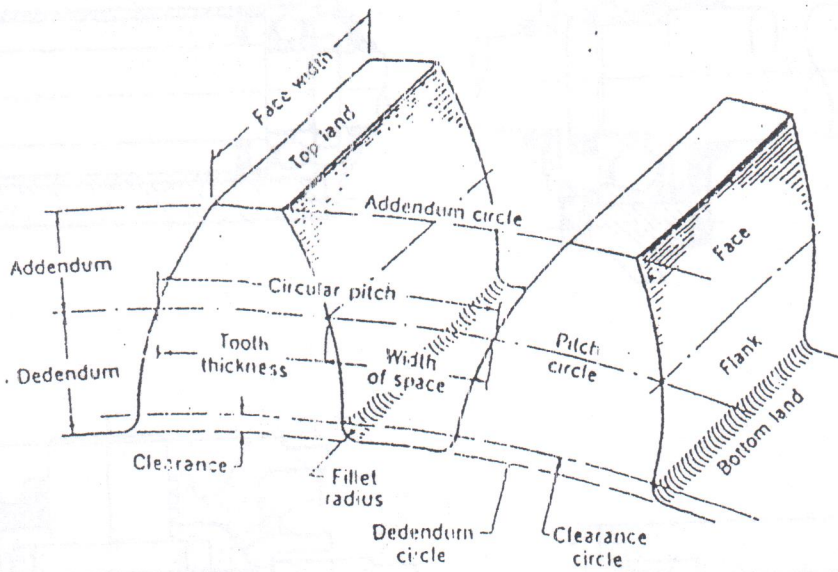 Face width
Top land
Addendum circle
Face
Addendum
Circular pitch
Tooth
thickness
Width
of space
Pitch
circle
Flank
Dedendum
Bottom land
Clearance
Fillet
radius
Dedendum
circle
Clearance
circle